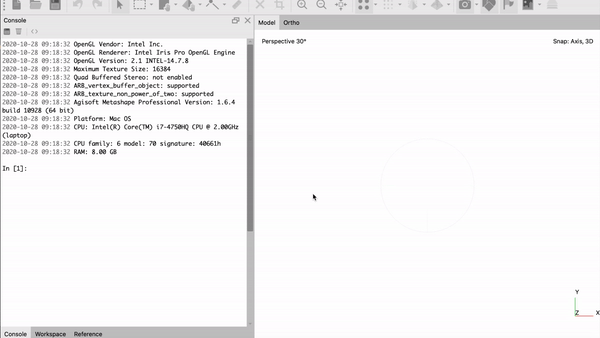 Console
Model Ortho
Perspective 30°
Snap: Axis, 3D
2020-10-28 09:18:32 OpenGL Vendor: Intel Inc.
2020-10-28 09:18:32 OpenGL Renderer: Intel Iris Pro OpenGL Engine
2020-10-28 09:18:32 OpenGL Version: 2.1 INTEL-14.7.8
2020-10-28 09:18:32 Maximum Texture Size: 16384
2020-10-28 09:18:32 Quad Buffered Stereo: not enabled
2020-10-28 09:18:32 ARB_vertex_buffer_object: supported
2020-10-28 09:18:32 ARB_texture_non_power_of_two: supported
2020-10-28 09:18:32 Agisoft Metashape Professional Version: 1.6.4
build 10928 (64 bit)
2020-10-28 09:18:32 Platform: Mac OS
2020-10-28 09:18:32 CPU: Intel(R) Core(TM) i7-4750HQ CPU @ 2.00GHz
(laptop)
2020-10-28 09:18:32 CPU family: 6 model: 70 signature: 40661h
2020-10-28 09:18:32 RAM: 8.00 GB
In [1]:
Y
Z X
Console Workspace Reference